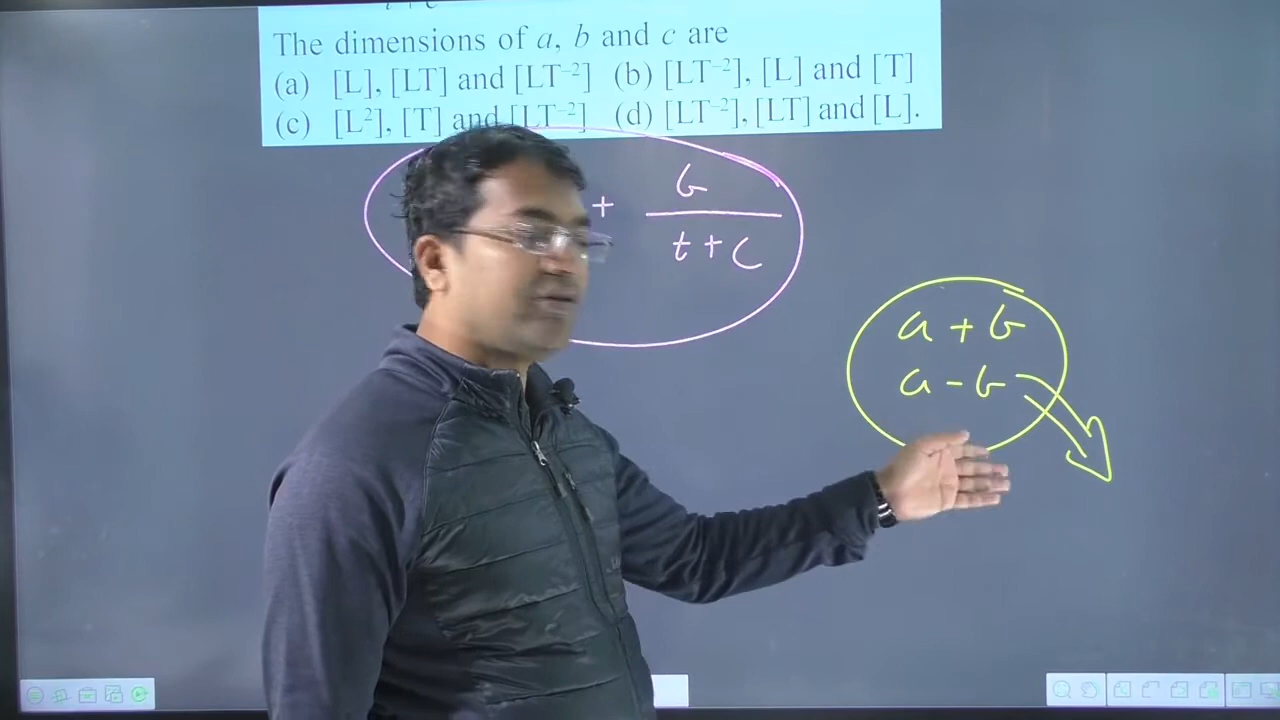 The dimensions of a, b and c are
(a) [L], [LT] and [LT⁻²] (b) [LT⁻²], [L] and [T]
(c) [L²], [T] and [LT⁻²] (d) [LT⁻²], [LT] and [L].
+ b
t + c
a + b
a - b